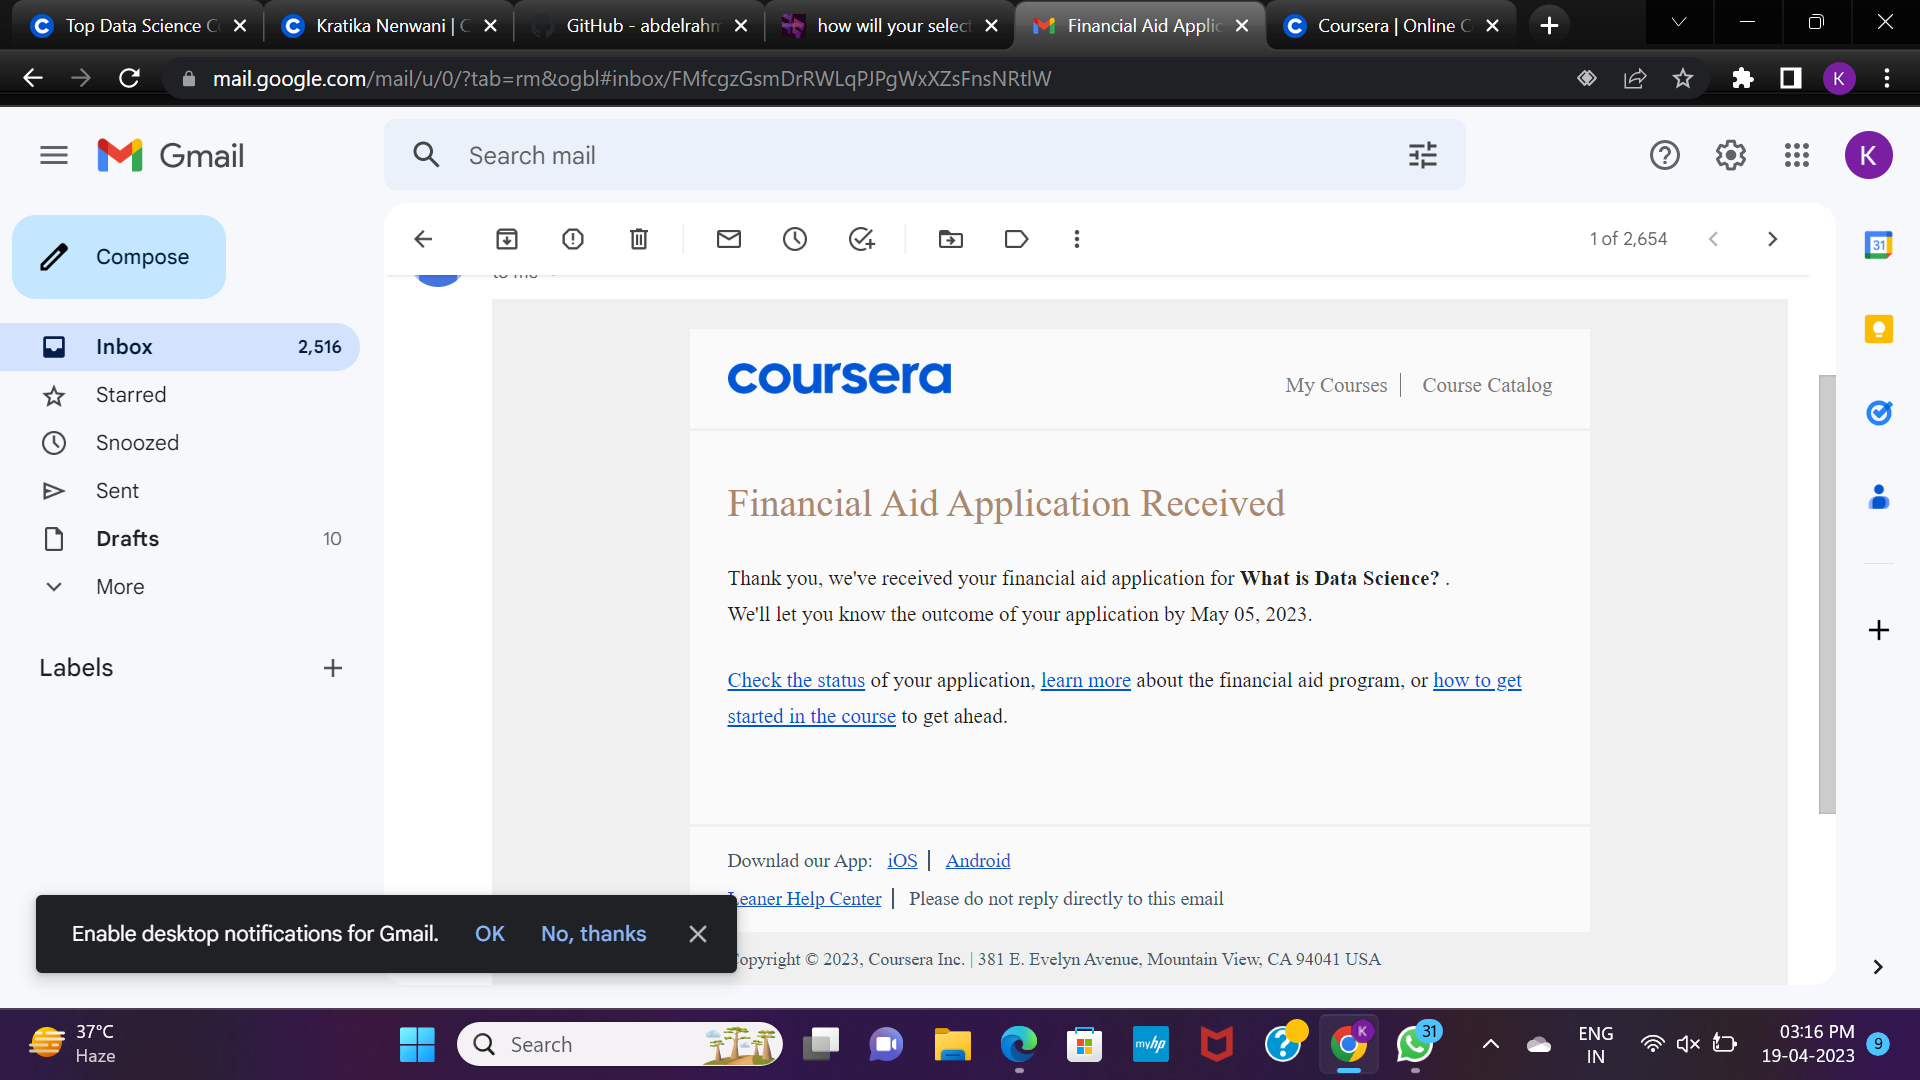 Top Data Science C
Kratika Nenwani | C
GitHub - abdelrahm
how will your select
Financial Aid Applic
Coursera | Online C
mail.google.com/mail/u/0/?tab=rm&ogbl#inbox/FMfcgzGsmDrRWLqPJPgWxXZsFnsNRtlW
K
Gmail
Search mail
K
Compose
1 of 2,654
31
to me
Inbox 2,516
Starred
Snoozed
Sent
Drafts 10
More
Labels
coursera
My Courses | Course Catalog
Financial Aid Application Received
Thank you, we've received your financial aid application for What is Data Science? .
We'll let you know the outcome of your application by May 05, 2023.
Check the status of your application, learn more about the financial aid program, or how to get
started in the course to get ahead.
Downlad our App: iOS | Android
Leaner Help Center | Please do not reply directly to this email
Copyright © 2023, Coursera Inc. | 381 E. Evelyn Avenue, Mountain View, CA 94041 USA
Enable desktop notifications for Gmail. OK No, thanks
37°C
Haze
Search
myhp
K
31
ENG
IN
03:16 PM
19-04-2023
9